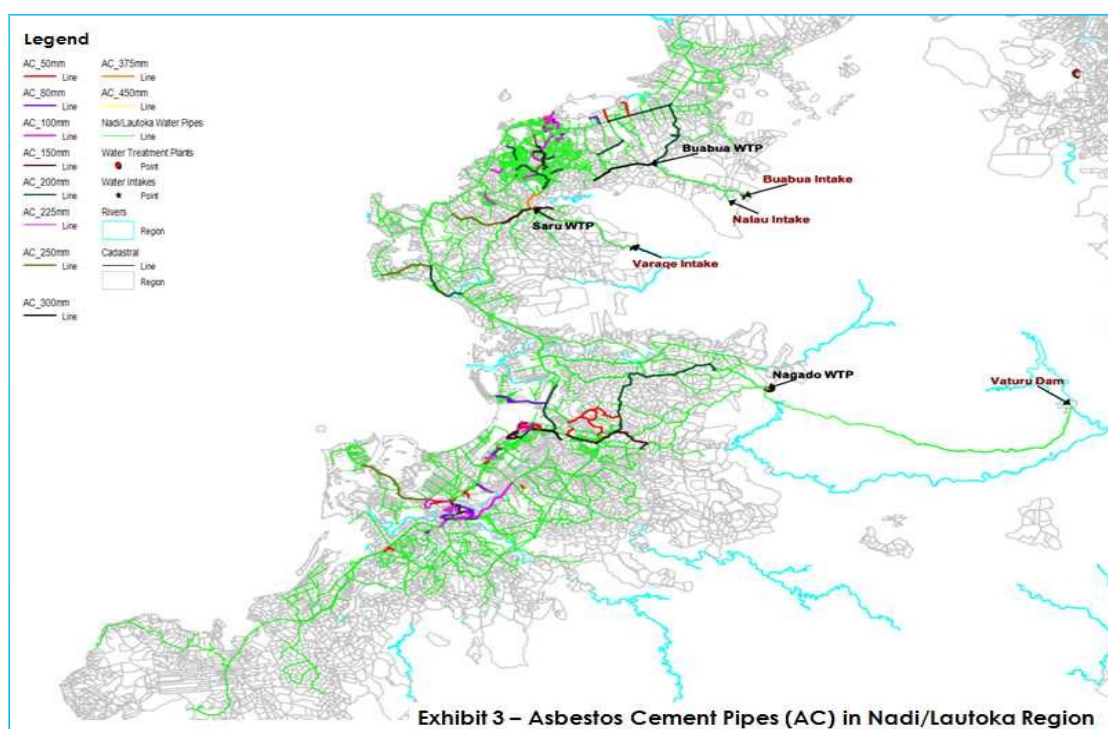 Legend
AC_50mm
Line
AC_80mm
Line
AC_100mm
Line
AC_150mm
Line
AC_200mm
Line
AC_225mm
Line
AC_250mm
Line
AC_300mm
Line
AC_375mm
Line
AC_450mm
Line
Nadi/Lautoka Water Pipes
Line
Water Treatment Plants
Point
Water Intakes
Point
Rivers
Region
Cadastral
Line
Region
Buabua WTP
Buabua Intake
Nalau Intake
Saru WTP
Varaqe Intake
Nagado WTP
Vaturu Dam
Exhibit 3 – Asbestos Cement Pipes (AC) in Nadi/Lautoka Region